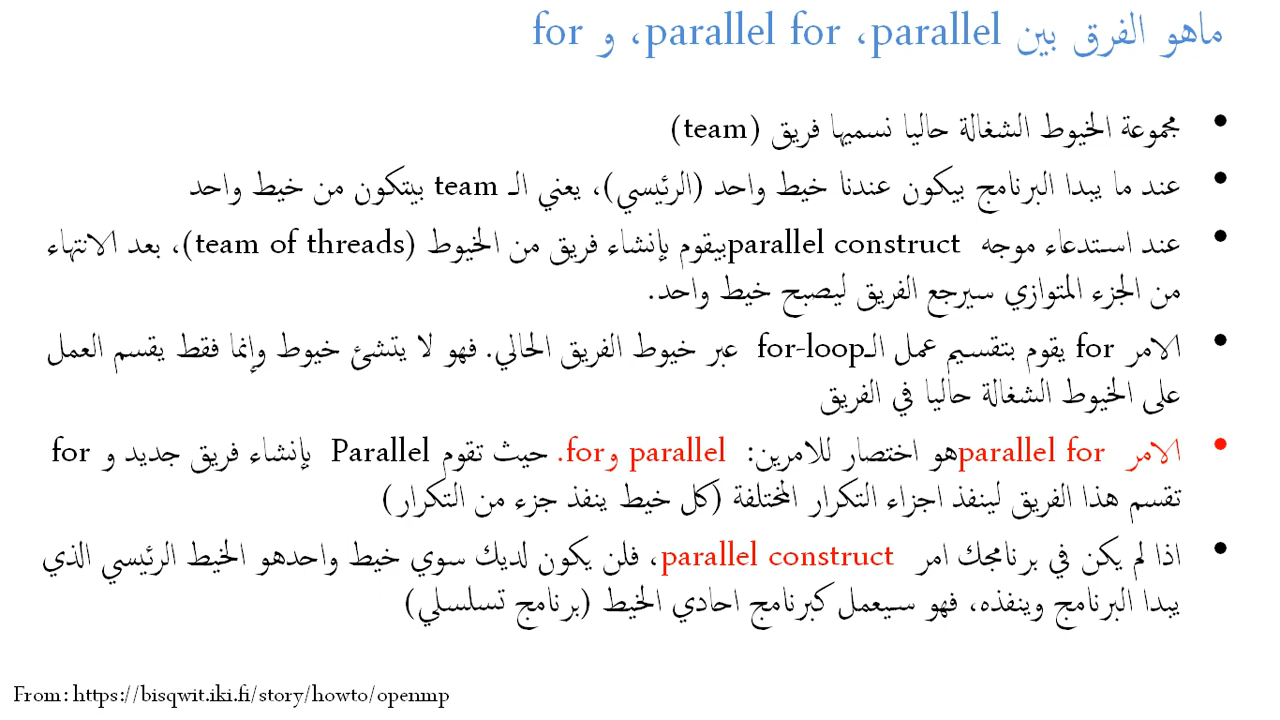 ماهو الفرق بين parallel، parallel for، و for
• مجموعة الخيوط الشغالة حاليا نسميها فريق (team)
• عند ما يبدا البرنامج بيكون عندنا خيط واحد (الرئيسي)، يعني الـ team بيتكون من خيط واحد
• عند استدعاء موجه parallel construct بيقوم بإنشاء فريق من الخيوط (team of threads)، بعد الانتهاء
من الجزء المتوازي سيرجع الفريق ليصبح خيط واحد.
• الامر for يقوم بتقسيم عمل الـfor-loop عبر خيوط الفريق الحالي. فهو لا يتشئ خيوط وإنما فقط يقسم العمل
على الخيوط الشغالة حاليا في الفريق
• الامر parallel for هو اختصار للامرين: parallel وfor. حيث تقوم Parallel بإنشاء فريق جديد و for
تقسم هذا الفريق لينفذ اجزاء التكرار المختلفة (كل خيط ينفذ جزء من التكرار)
• اذا لم يكن في برنامجك امر parallel construct، فلن يكون لديك سوي خيط واحدهو الخيط الرئيسي الذي
يبدا البرنامج وينفذه، فهو سيعمل كبرنامج احادي الخيط (برنامج تسلسلي)
From: https://bisqwit.iki.fi/story/howto/openmp